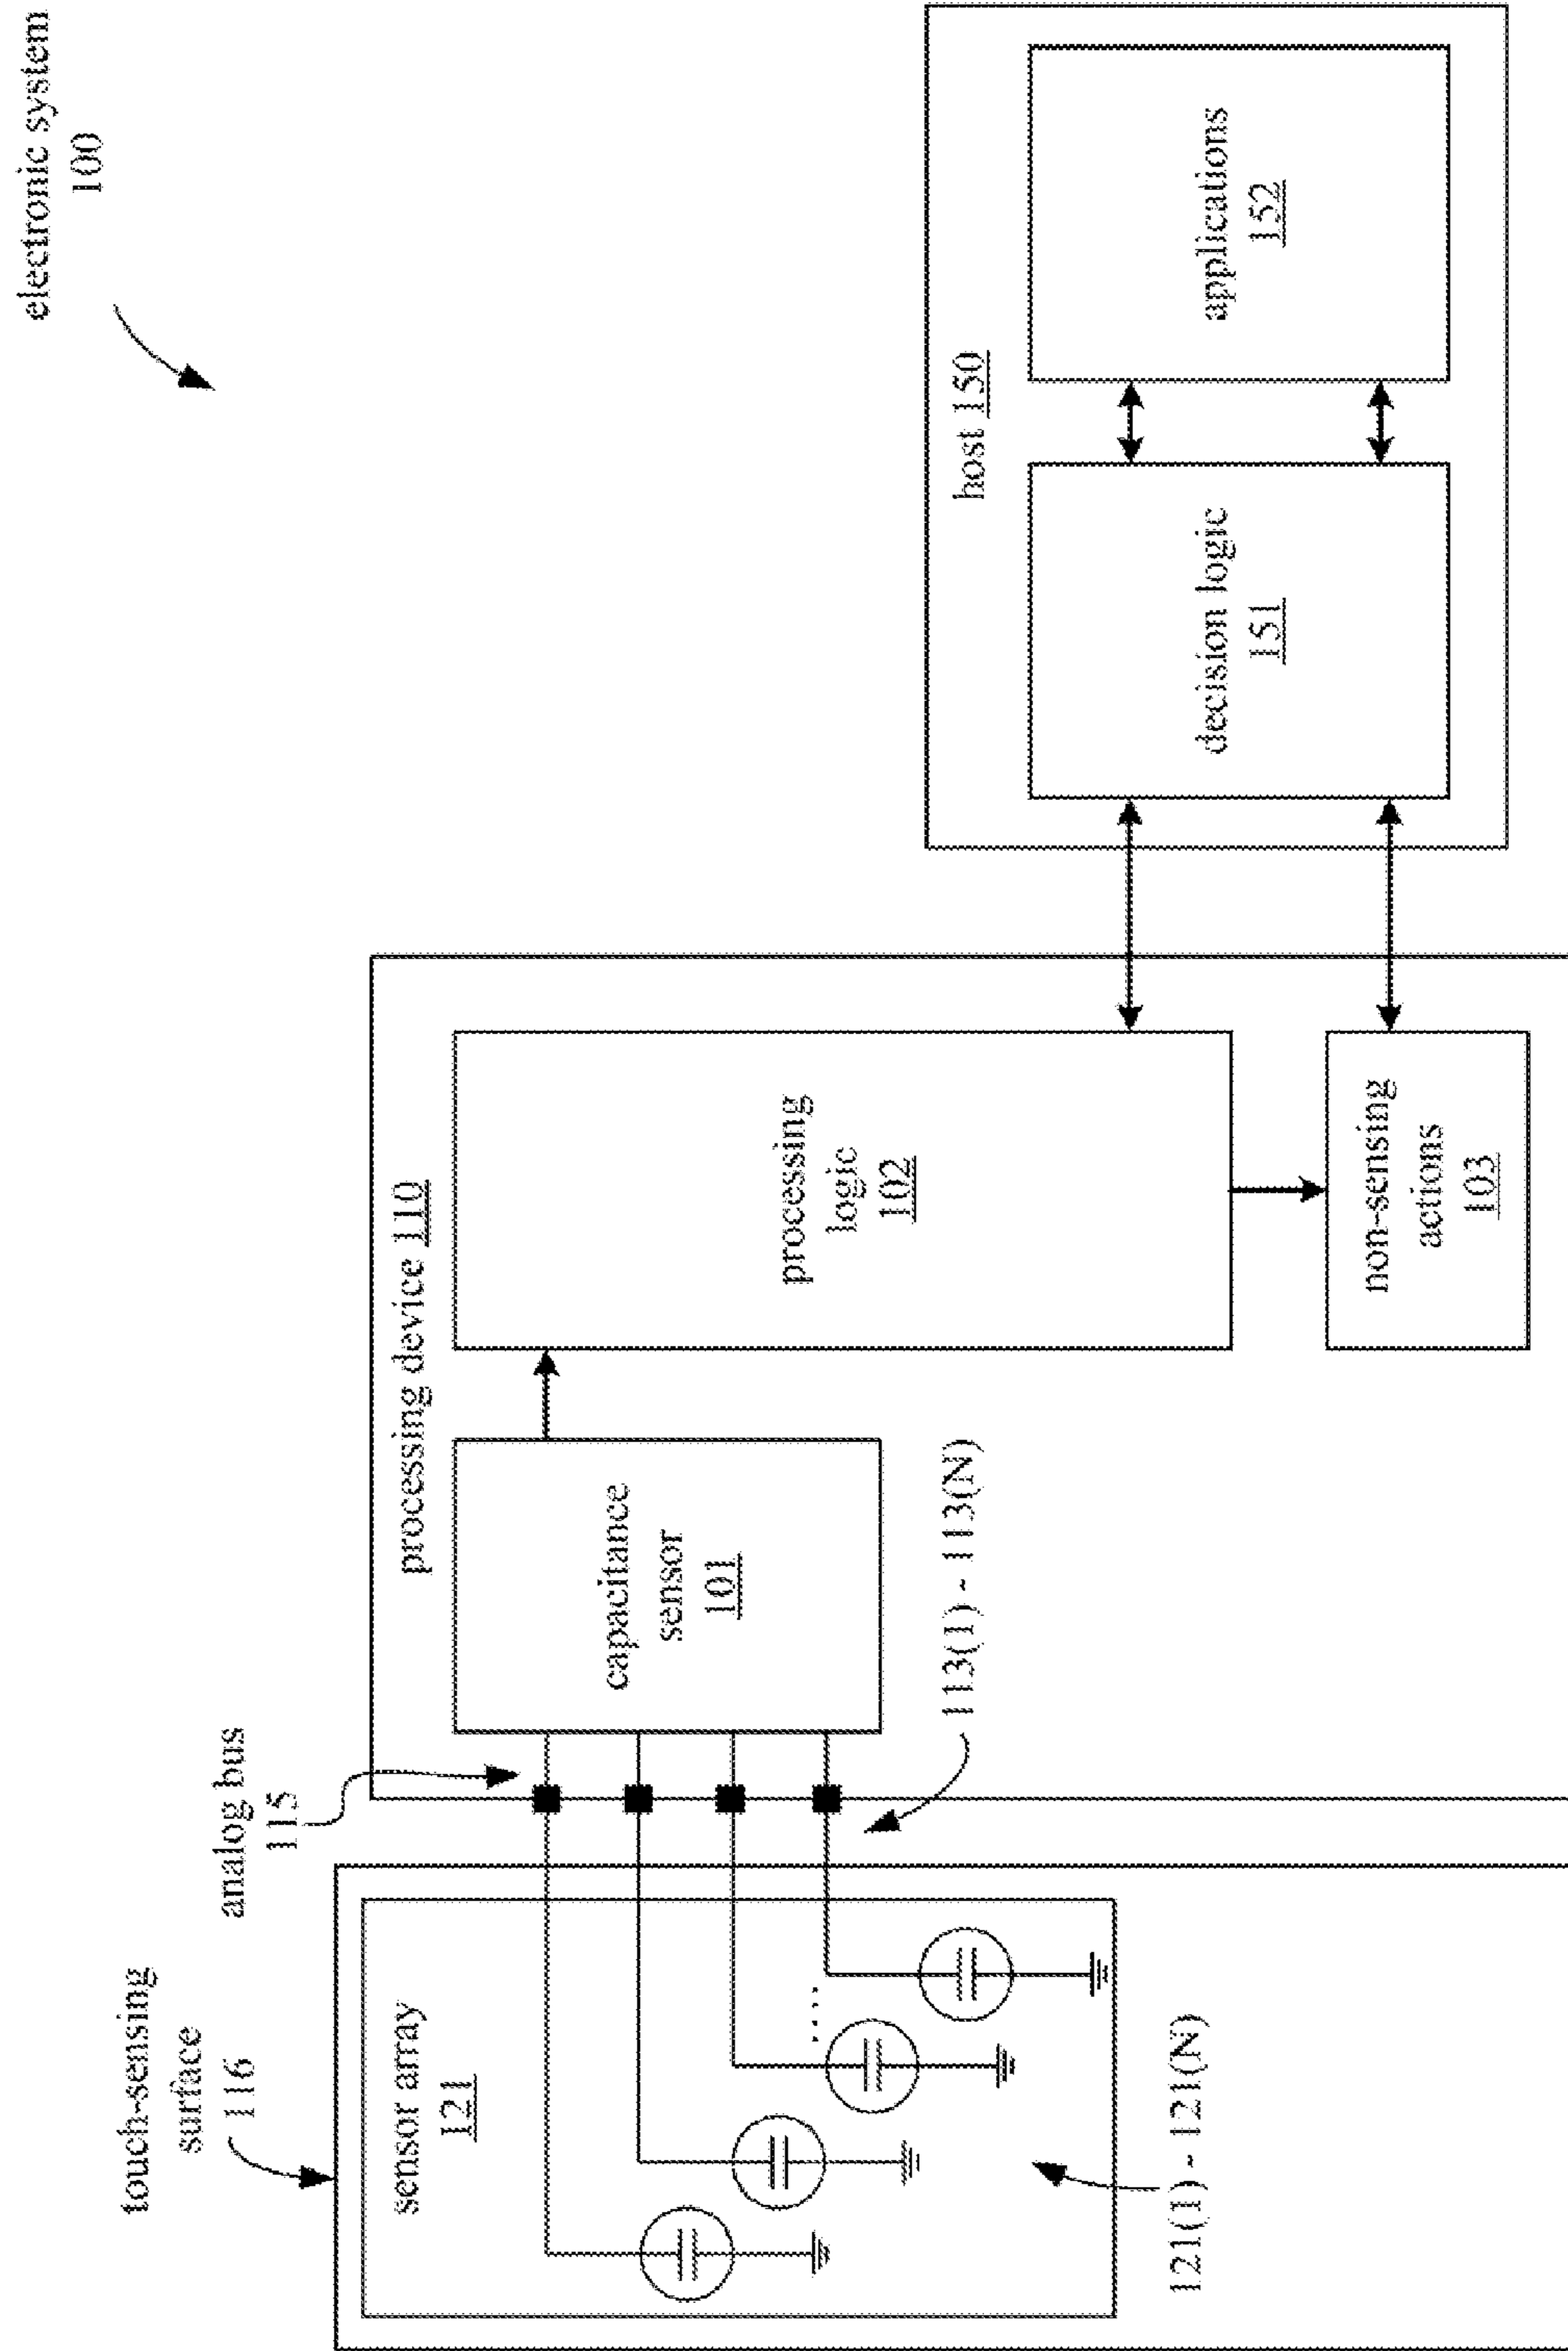 electronic system
100
touch-sensing
surface
116
analog bus
115
processing device 110
host 150
sensor array
121
capacitance
sensor
101
processing
logic
102
decision logic
151
applications
152
....
113(1) - 113(N)
121(1) - 121(N)
non-sensing
actions
103